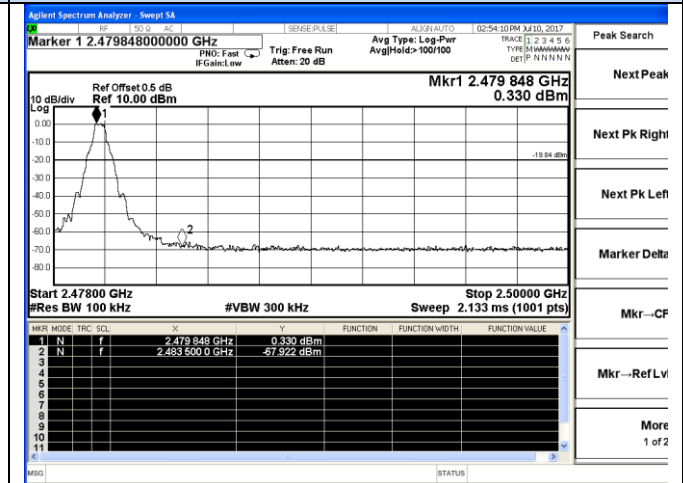 Agilent Spectrum Analyzer - Swept SA
RF 50 Ω AC SENSE:PULSE ALIGN AUTO 02:54:10 PM Jul 10, 2017
Marker 1 2.479848000000 GHz
PNO: Fast
IFGain:Low
Trig: Free Run
Atten: 20 dB
Avg Type: Log-Pwr
Avg|Hold:> 100/100
TRACE 1 2 3 4 5 6
TYPE M WWWWW
DET P N N N N N
Ref Offset 0.5 dB
10 dB/div Ref 10.00 dBm
Log
Mkr1 2.479 848 GHz
0.330 dBm
1
0.00
-10.0
-20.0
-19.84 dBm
-30.0
-40.0
-50.0
-60.0
2
-70.0
-80.0
Start 2.47800 GHz Stop 2.50000 GHz
#Res BW 100 kHz #VBW 300 kHz Sweep 2.133 ms (1001 pts)
MKR MODE TRC SCL X Y FUNCTION FUNCTION WIDTH FUNCTION VALUE
1 N f 2.479 848 GHz 0.330 dBm
2 N f 2.483 500 0 GHz -67.922 dBm
3
4
5
6
7
8
9
10
11
MSG STATUS
Peak Search
Next Peak
Next Pk Right
Next Pk Left
Marker Delta
Mkr→CF
Mkr→Ref Lvl
More
1 of 2